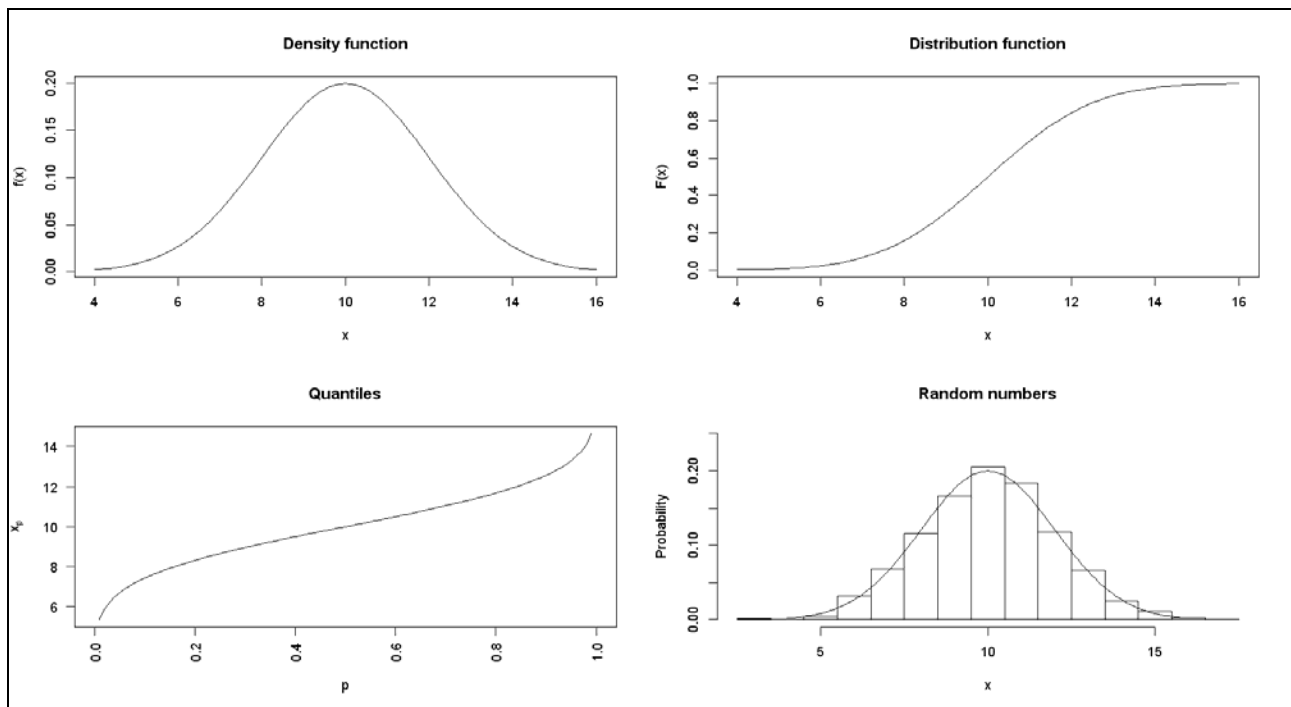 Density function
f(x)
0.20
0.15
0.10
0.05
0.00
4 6 8 10 12 14 16
x
Distribution function
F(x)
1.0
0.8
0.6
0.4
0.2
0.0
4 6 8 10 12 14 16
x
Quantiles
xp
14
12
10
8
6
0.0 0.2 0.4 0.6 0.8 1.0
p
Random numbers
Probability
0.20
0.10
0.00
5 10 15
x